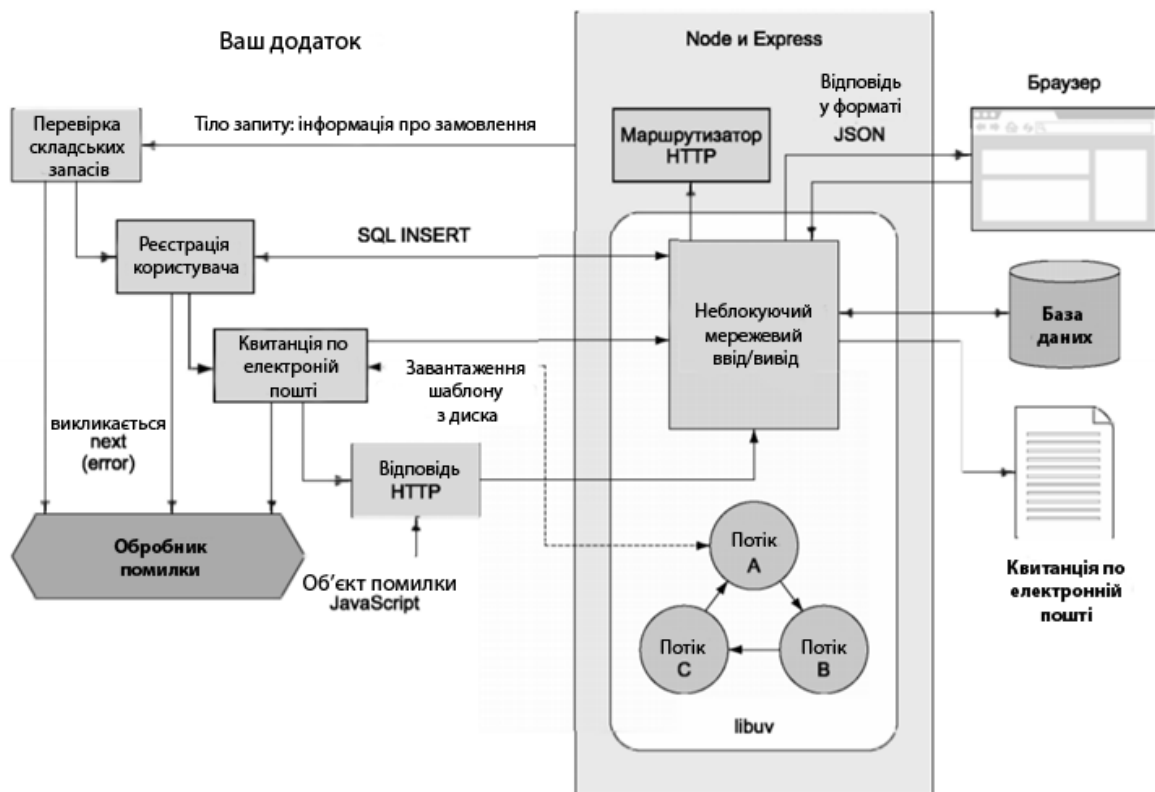 Ваш додаток
Node и Express
Перевірка
складських
запасів
Тіло запиту: інформація про замовлення
Маршрутизатор
HTTP
Відповідь
у форматі
JSON
Браузер
Реєстрація
користувача
SQL INSERT
Неблокуючий
мережевий
ввід/вивід
База
даних
Квитанція по
електроній
пошті
Завантаження
шаблону
з диска
викликається
next
(error)
Відповідь
HTTP
Обробник
помилки
Об’єкт помилки
JavaScript
Потік
A
Потік
C
Потік
B
libuv
Квитанція по
електронній
пошті